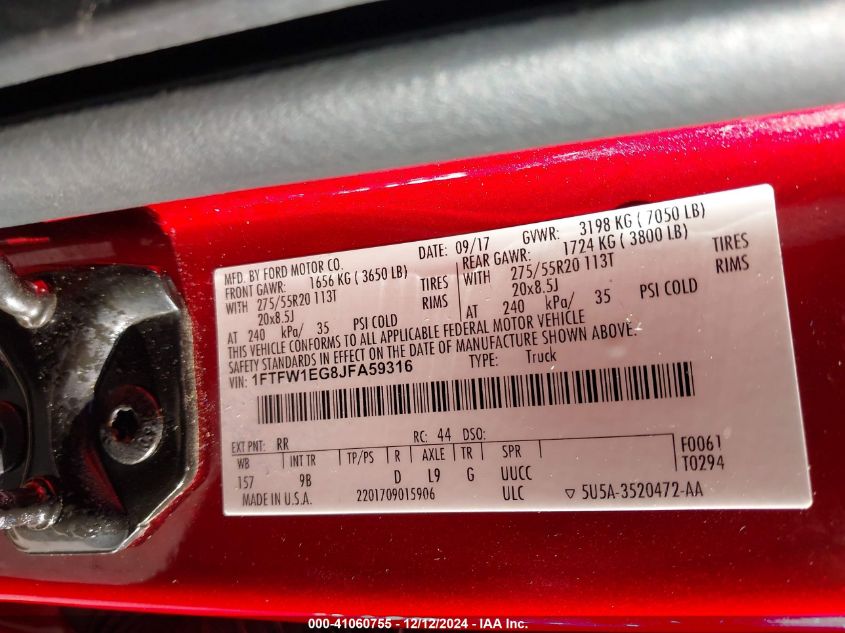 MFD. BY FORD MOTOR CO.
DATE: 09/17 GVWR: 3198 KG ( 7050 LB)
FRONT GAWR: 1656 KG ( 3650 LB)
REAR GAWR: 1724 KG ( 3800 LB)
WITH 275/55R20 113T TIRES
WITH 275/55R20 113T TIRES
20x8.5J RIMS
20x8.5J RIMS
AT 240 kPa/ 35 PSI COLD
AT 240 kPa/ 35 PSI COLD
THIS VEHICLE CONFORMS TO ALL APPLICABLE FEDERAL MOTOR VEHICLE
SAFETY STANDARDS IN EFFECT ON THE DATE OF MANUFACTURE SHOWN ABOVE.
VIN: 1FTFW1EG8JFA59316 TYPE: Truck
EXT PNT: RR RC: 44 DSO:
WB INT TR TP/PS R AXLE TR SPR F0061
157 9B D L9 G UUCC T0294
MADE IN U.S.A. 2201709015906 ULC ▽ 5U5A-3520472-AA
000-41060755 - 12/12/2024 - IAA Inc.